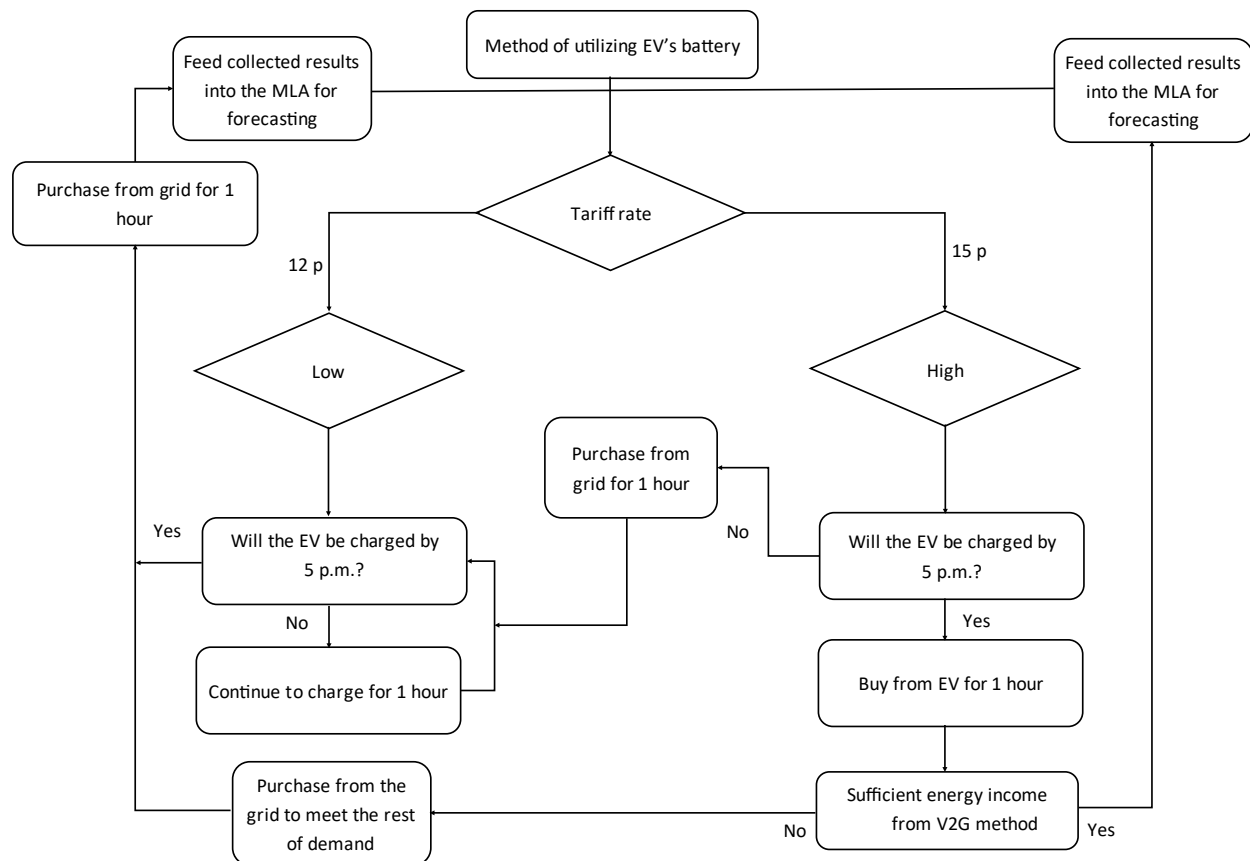 Method of utilizing EV’s battery
Feed collected results
into the MLA for
forecasting
Feed collected results
into the MLA for
forecasting
Purchase from grid for 1
hour
Tariff rate
12 p
15 p
Low
High
Purchase from
grid for 1 hour
Yes
Will the EV be charged by
5 p.m.?
No
Will the EV be charged by
5 p.m.?
No
Yes
Continue to charge for 1 hour
Buy from EV for 1 hour
Purchase from the
grid to meet the rest
of demand
No
Sufficient energy income
from V2G method
Yes